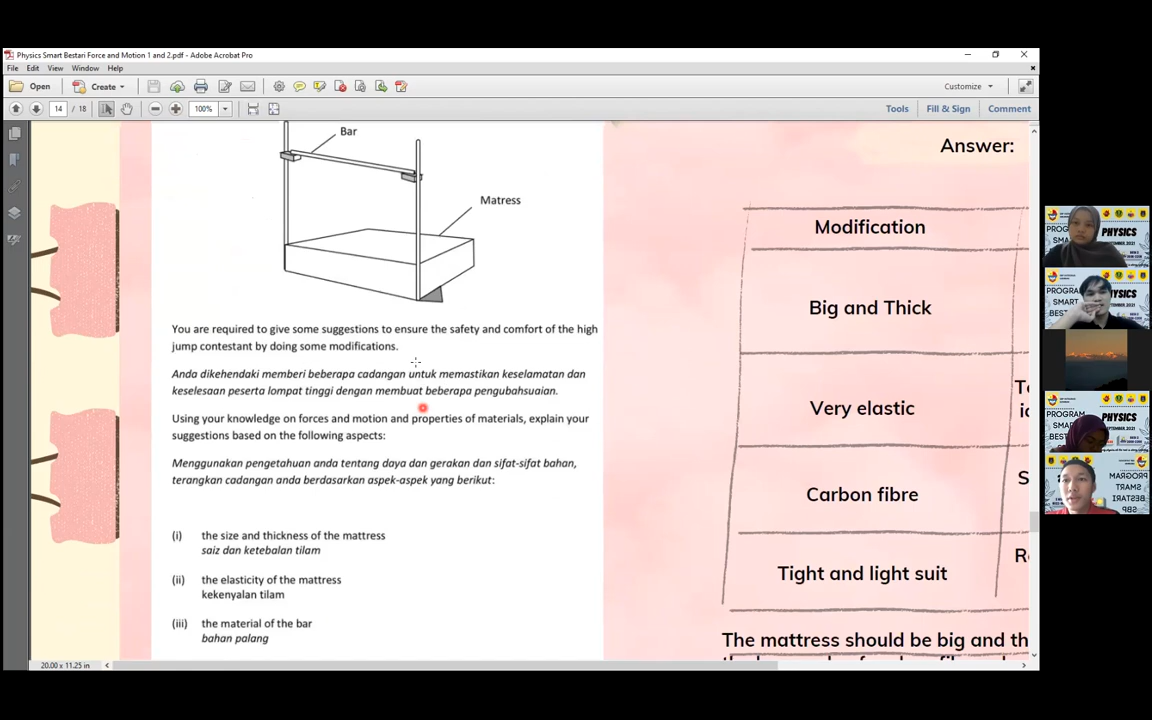 Physics Smart Bestari Force and Motion 1 and 2.pdf - Adobe Acrobat Pro
File Edit View Window Help
Open Create Customize
14 / 18 100% Tools Fill & Sign Comment
Bar
Matress
You are required to give some suggestions to ensure the safety and comfort of the high
jump contestant by doing some modifications.
Anda dikehendaki memberi beberapa cadangan untuk memastikan keselamatan dan
keselesaan peserta lompat tinggi dengan membuat beberapa pengubahsuaian.
Using your knowledge on forces and motion and properties of materials, explain your
suggestions based on the following aspects:
Menggunakan pengetahuan anda tentang daya dan gerakan dan sifat-sifat bahan,
terangkan cadangan anda berdasarkan aspek-aspek yang berikut:
(i) the size and thickness of the mattress
saiz dan ketebalan tilam
(ii) the elasticity of the mattress
kekenyalan tilam
(iii) the material of the bar
bahan palang
Answer:
Modification
Big and Thick
Very elastic
Carbon fibre
Tight and light suit
The mattress should be big and th
20.00 x 11.25 in
PHYSICS
PHYSICS
PHYSICS
PROGRAM
SMART
BESTARI
SBP